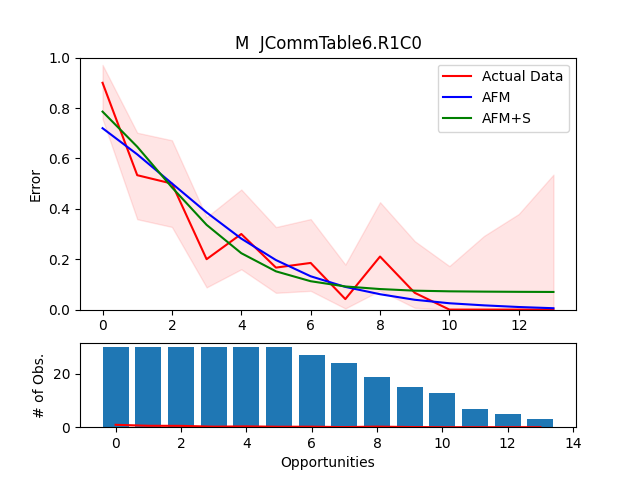 M  JCommTable6.R1C0
1.0
0.8
0.6
0.4
0.2
0.0
Error
Actual Data
AFM
AFM+S
0 2 4 6 8 10 12
20
0
# of Obs.
0 2 4 6 8 10 12 14
Opportunities